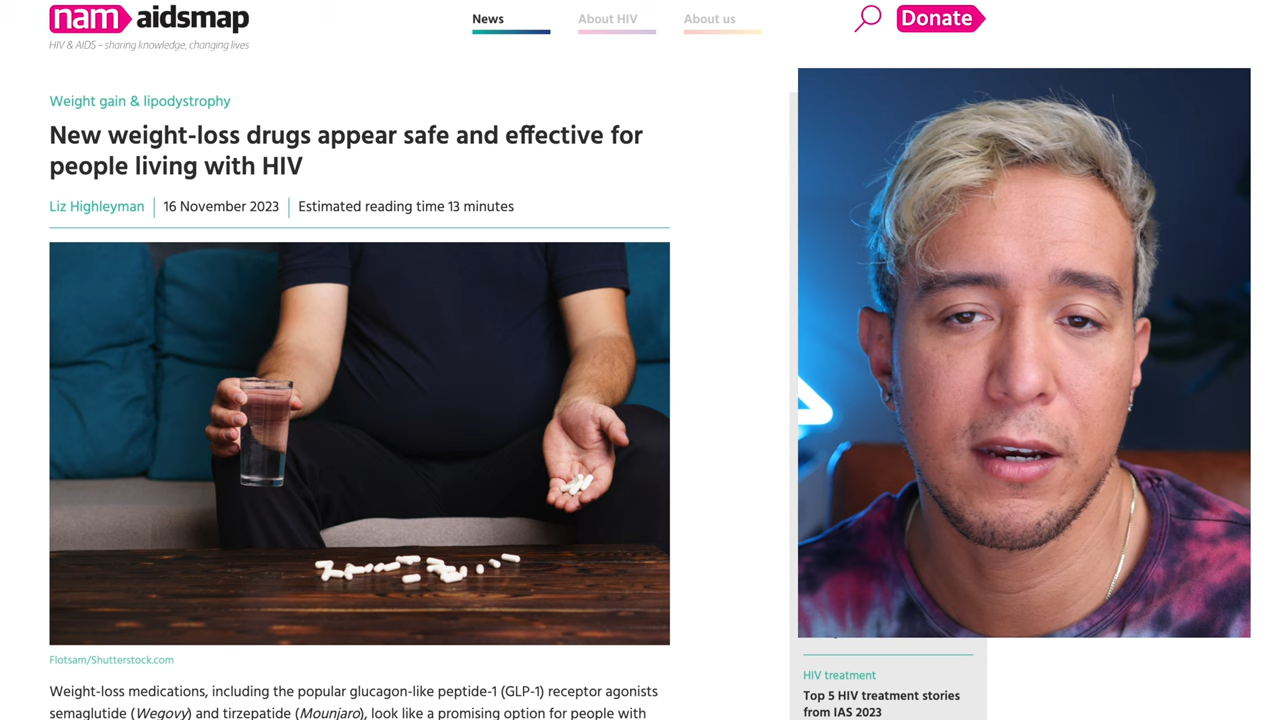 nam aidsmap
HIV & AIDS – sharing knowledge, changing lives
News
About HIV
About us
Donate
Weight gain & lipodystrophy
New weight-loss drugs appear safe and effective for
people living with HIV
Liz Highleyman
16 November 2023
Estimated reading time 13 minutes
Flotsam/Shutterstock.com
Weight-loss medications, including the popular glucagon-like peptide-1 (GLP-1) receptor agonists
semaglutide (Wegovy) and tirzepatide (Mounjaro), look like a promising option for people with
HIV treatment
Top 5 HIV treatment stories
from IAS 2023